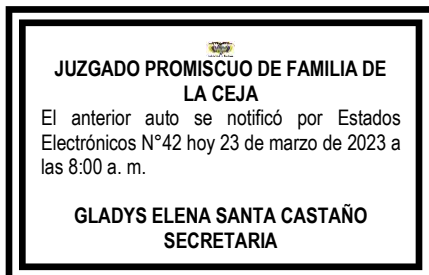 JUZGADO PROMISCUO DE FAMILIA DE
LA CEJA
El anterior auto se notificó por Estados
Electrónicos N°42 hoy 23 de marzo de 2023 a
las 8:00 a. m.
GLADYS ELENA SANTA CASTAÑO
SECRETARIA